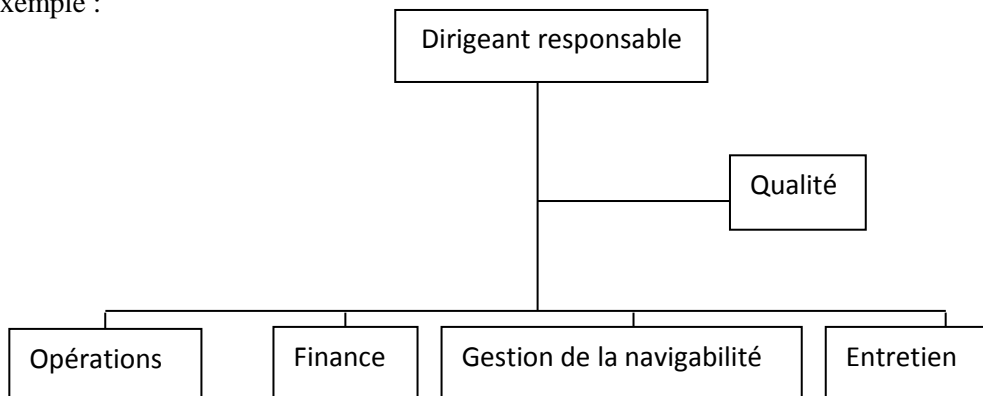 xemple :
Dirigeant responsable
Qualité
Opérations
Finance
Gestion de la navigabilité
Entretien